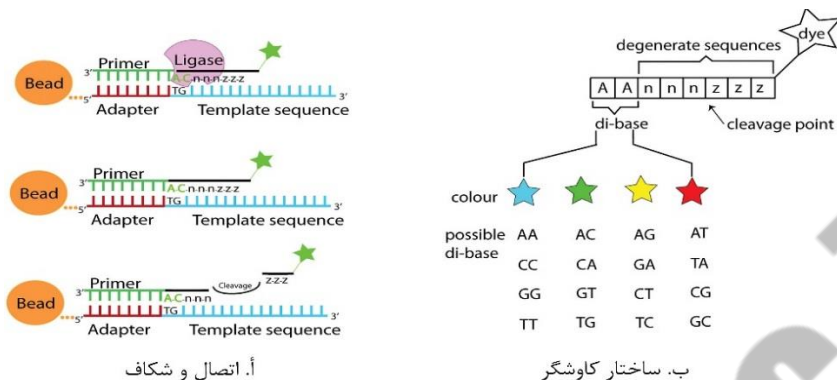 Primer
Ligase
Bead
3'
A·C·n·n·n·z·z·z
TG
5'
3'
Adapter
Template sequence
Primer
Bead
3'
A·C·n·n·n·z·z·z
TG
5'
3'
Adapter
Template sequence
z·z·z
Primer
Cleavage
Bead
3'
A·C·n·n·n
TG
5'
3'
Adapter
Template sequence
أ. اتصال و شکاف
dye
degenerate sequences
A A n n n z z z
di-base
cleavage point
colour
possible di-base
AA AC AG AT
CC CA GA TA
GG GT CT CG
TT TG TC GC
ب. ساختار کاوشگر